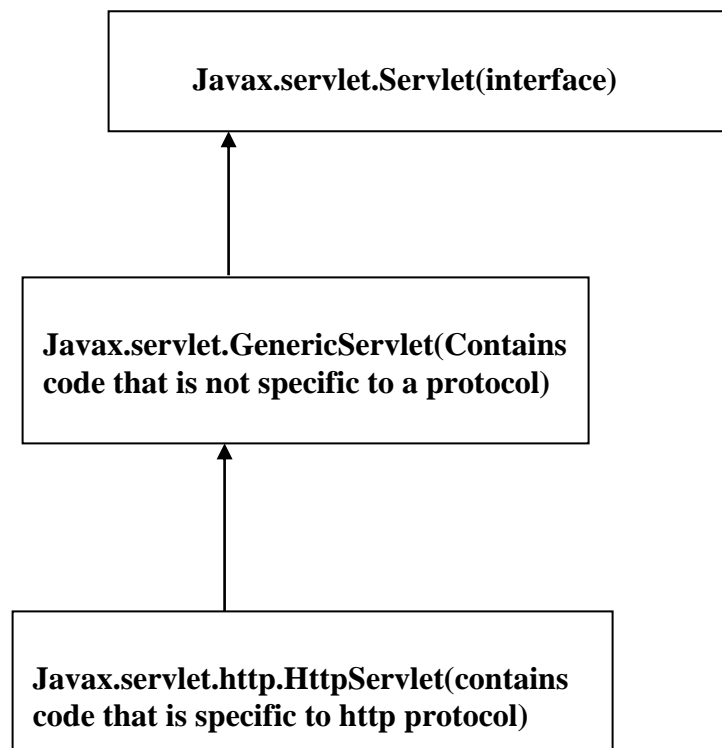 Javax.servlet.Servlet(interface)
Javax.servlet.GenericServlet(Contains
code that is not specific to a protocol)
Javax.servlet.http.HttpServlet(contains
code that is specific to http protocol)